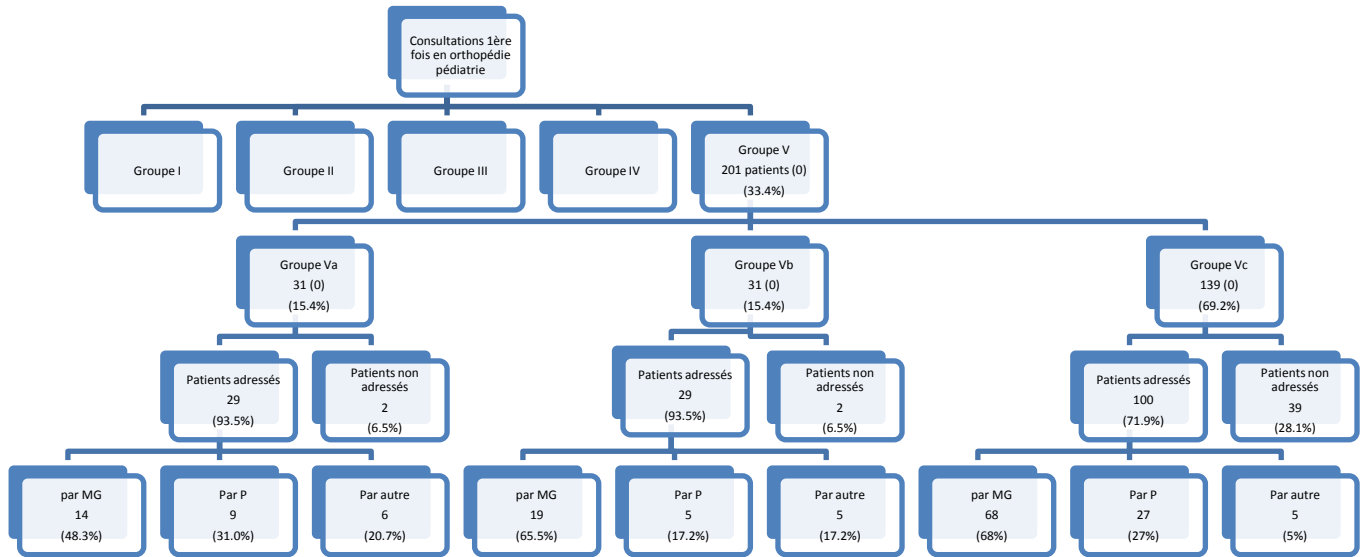 Consultations 1ère
fois en orthopédie
pédiatrie
Groupe I
Groupe II
Groupe III
Groupe IV
Groupe V
201 patients (0)
(33.4%)
Groupe Va
31 (0)
(15.4%)
Groupe Vb
31 (0)
(15.4%)
Groupe Vc
139 (0)
(69.2%)
Patients adressés
29
(93.5%)
Patients non
adressés
2
(6.5%)
Patients adressés
29
(93.5%)
Patients non
adressés
2
(6.5%)
Patients adressés
100
(71.9%)
Patients non
adressés
39
(28.1%)
par MG
14
(48.3%)
Par P
9
(31.0%)
Par autre
6
(20.7%)
par MG
19
(65.5%)
Par P
5
(17.2%)
Par autre
5
(17.2%)
par MG
68
(68%)
Par P
27
(27%)
Par autre
5
(5%)